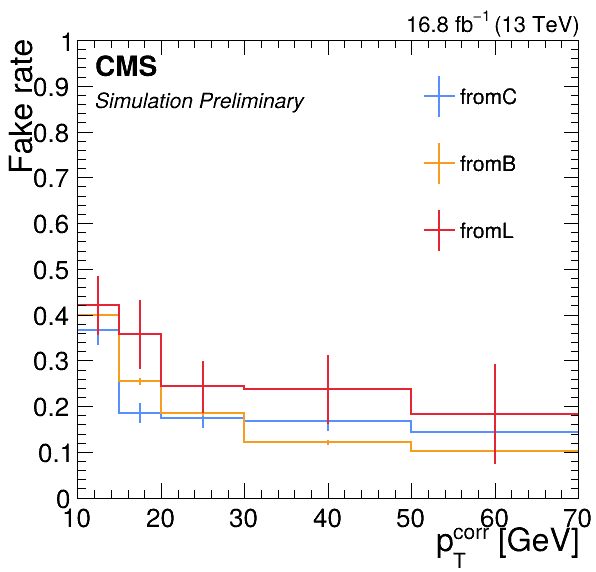 16.8 fb⁻¹ (13 TeV)
CMS
Simulation Preliminary
Fake rate
fromC
fromB
fromL
1
0.9
0.8
0.7
0.6
0.5
0.4
0.3
0.2
0.1
0
10 20 30 40 50 60 70
p_T^corr [GeV]